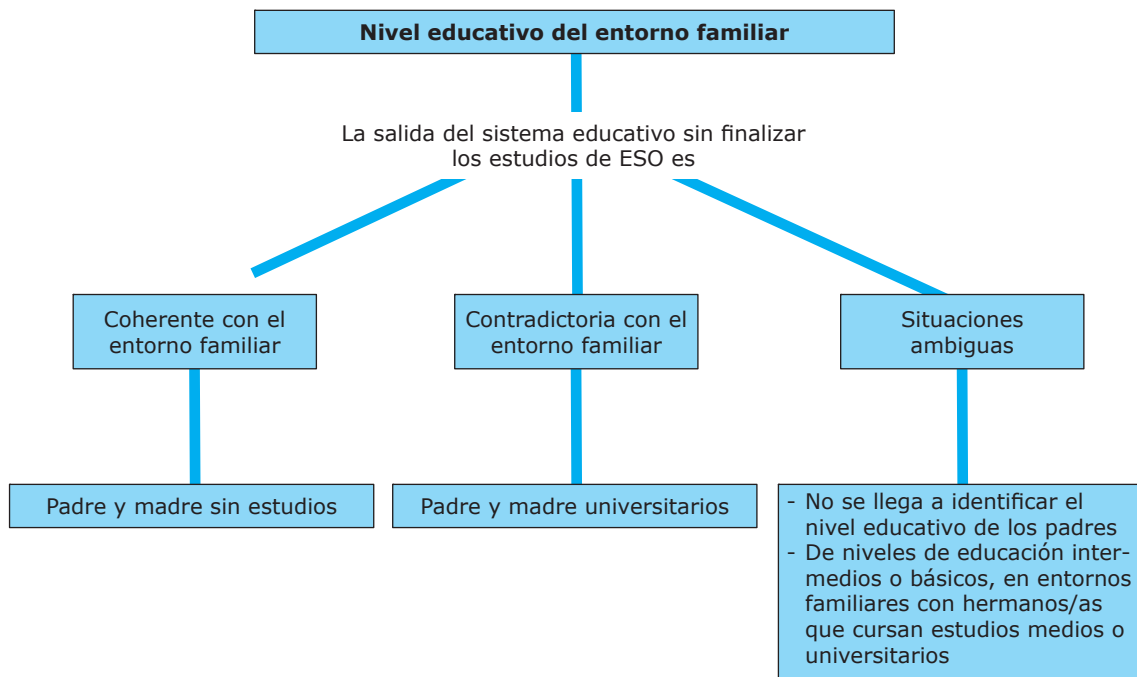 Nivel educativo del entorno familiar
La salida del sistema educativo sin finalizar
los estudios de ESO es
Coherente con el
entorno familiar
Contradictoria con el
entorno familiar
Situaciones
ambiguas
Padre y madre sin estudios
Padre y madre universitarios
- No se llega a identificar el
nivel educativo de los padres
- De niveles de educación inter-
medios o básicos, en entornos
familiares con hermanos/as
que cursan estudios medios o
universitarios